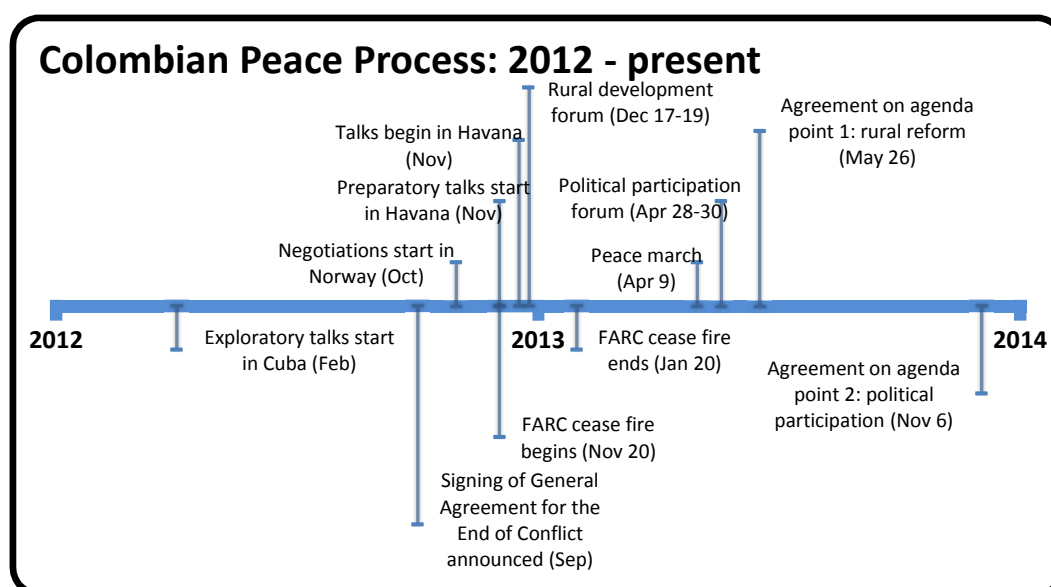 Colombian Peace Process: 2012 - present
Rural development
forum (Dec 17-19)
Talks begin in Havana
(Nov)
Preparatory talks start
in Havana (Nov)
Negotiations start in
Norway (Oct)
Agreement on agenda
point 1: rural reform
(May 26)
Political participation
forum (Apr 28-30)
Peace march
(Apr 9)
2012
2013
2014
Exploratory talks start
in Cuba (Feb)
FARC cease fire
ends (Jan 20)
Agreement on agenda
point 2: political
participation (Nov 6)
FARC cease fire
begins (Nov 20)
Signing of General
Agreement for the
End of Conflict
announced (Sep)